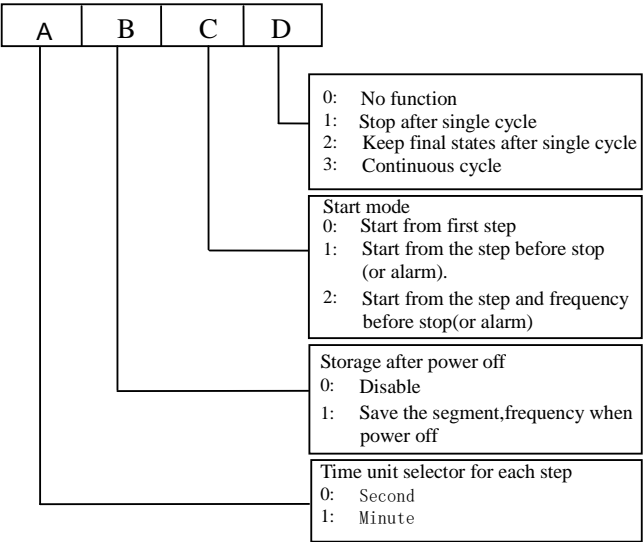 A B C D
0: No function
1: Stop after single cycle
2: Keep final states after single cycle
3: Continuous cycle
Start mode
0: Start from first step
1: Start from the step before stop
(or alarm).
2: Start from the step and frequency
before stop(or alarm)
Storage after power off
0: Disable
1: Save the segment,frequency when
power off
Time unit selector for each step
0: Second
1: Minute